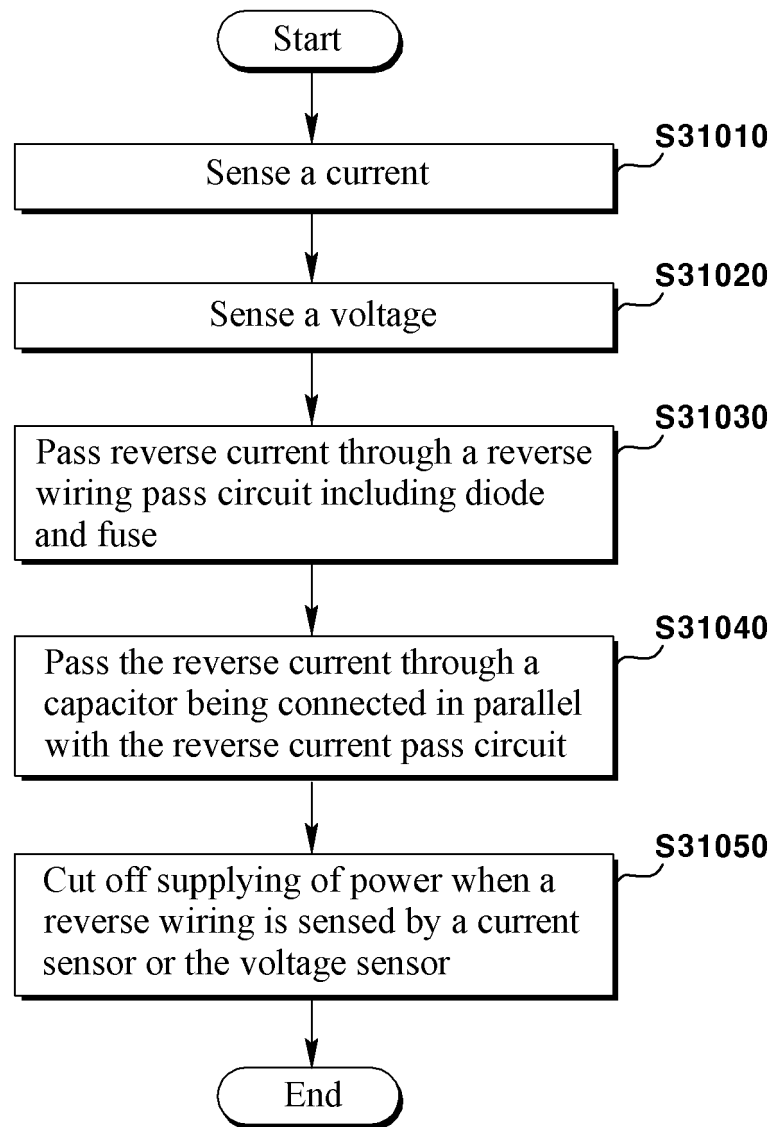 Start
S31010
Sense a current
S31020
Sense a voltage
S31030
Pass reverse current through a reverse
wiring pass circuit including diode
and fuse
S31040
Pass the reverse current through a
capacitor being connected in parallel
with the reverse current pass circuit
S31050
Cut off supplying of power when a
reverse wiring is sensed by a current
sensor or the voltage sensor
End